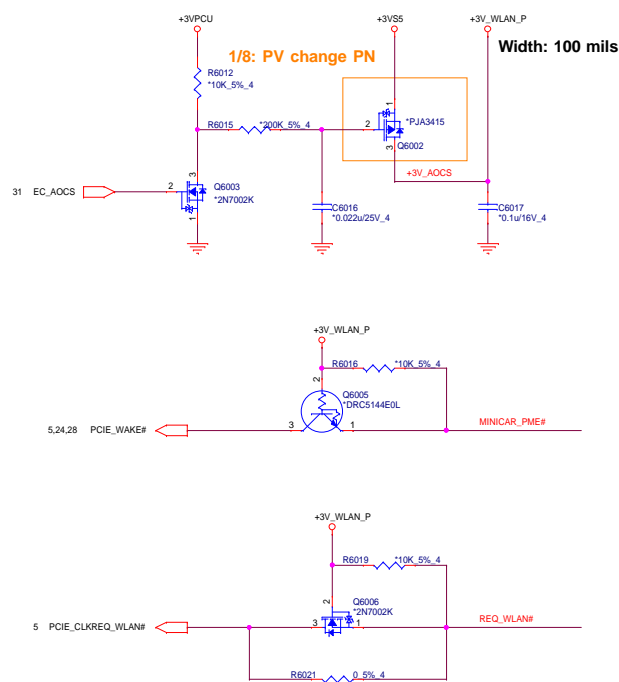 +3VPCU
+3VS5
+3V_WLAN_P
Width: 100 mils
1/8: PV change PN
R6012
*10K_5%_4
1
R6015
*200K_5%_4
2
*PJA3415
3
Q6002
+3V_AOCS
3
31 EC_AOCS
2
Q6003
*2N7002K
1
C6016
*0.022u/25V_4
C6017
*0.1u/16V_4
+3V_WLAN_P
R6016
*10K_5%_4
2
Q6005
*DRC5144E0L
5,24,28 PCIE_WAKE#
3
1
MINICAR_PME#
+3V_WLAN_P
R6019
*10K_5%_4
2
Q6006
*2N7002K
5 PCIE_CLKREQ_WLAN#
3
1
REQ_WLAN#
R6021
0_5%_4